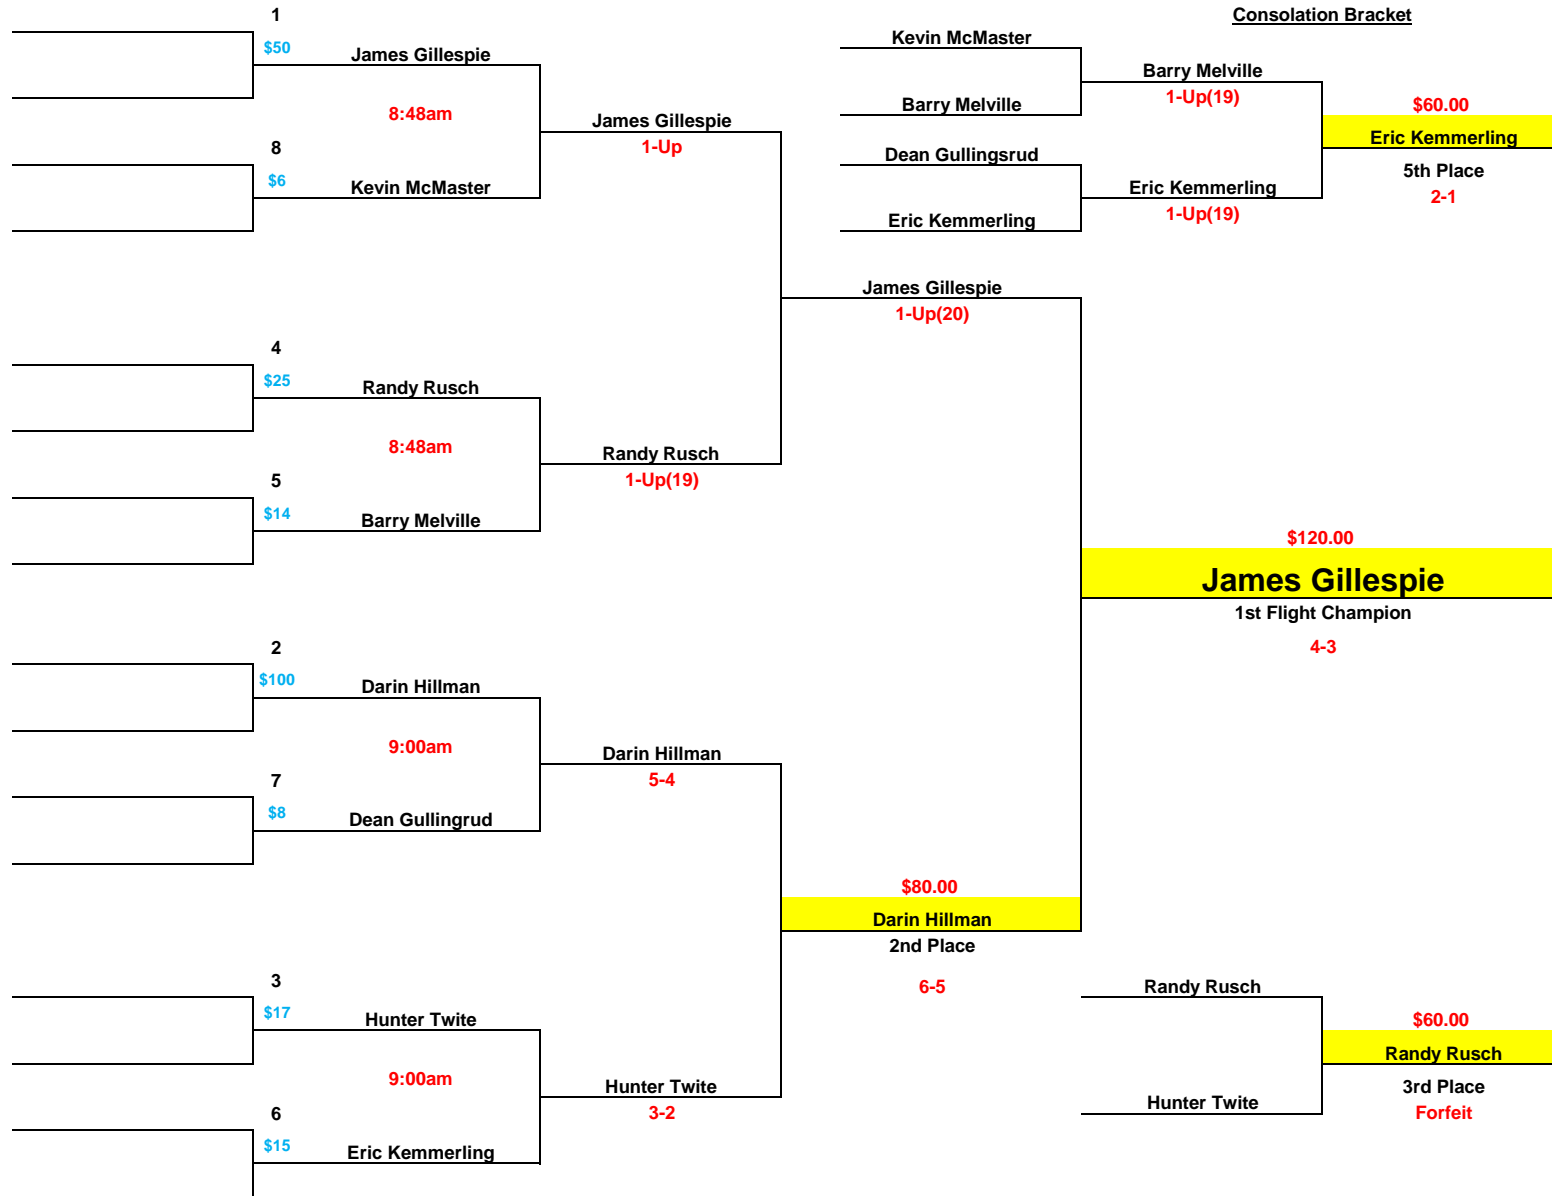 1
Consolation Bracket
$50
James Gillespie
Kevin McMaster
Barry Melville
1-Up(19)
8:48am
Barry Melville
$60.00
James Gillespie
1-Up
Eric Kemmerling
8
Dean Gullingsrud
5th Place
$6
Kevin McMaster
Eric Kemmerling
2-1
1-Up(19)
Eric Kemmerling
James Gillespie
1-Up(20)
4
$25
Randy Rusch
8:48am
Randy Rusch
1-Up(19)
5
$14
Barry Melville
$120.00
James Gillespie
1st Flight Champion
4-3
2
$100
Darin Hillman
9:00am
Darin Hillman
5-4
7
$8
Dean Gullingrud
$80.00
Darin Hillman
2nd Place
6-5
3
Randy Rusch
$17
Hunter Twite
$60.00
Randy Rusch
9:00am
Hunter Twite
3rd Place
3-2
Hunter Twite
Forfeit
6
$15
Eric Kemmerling